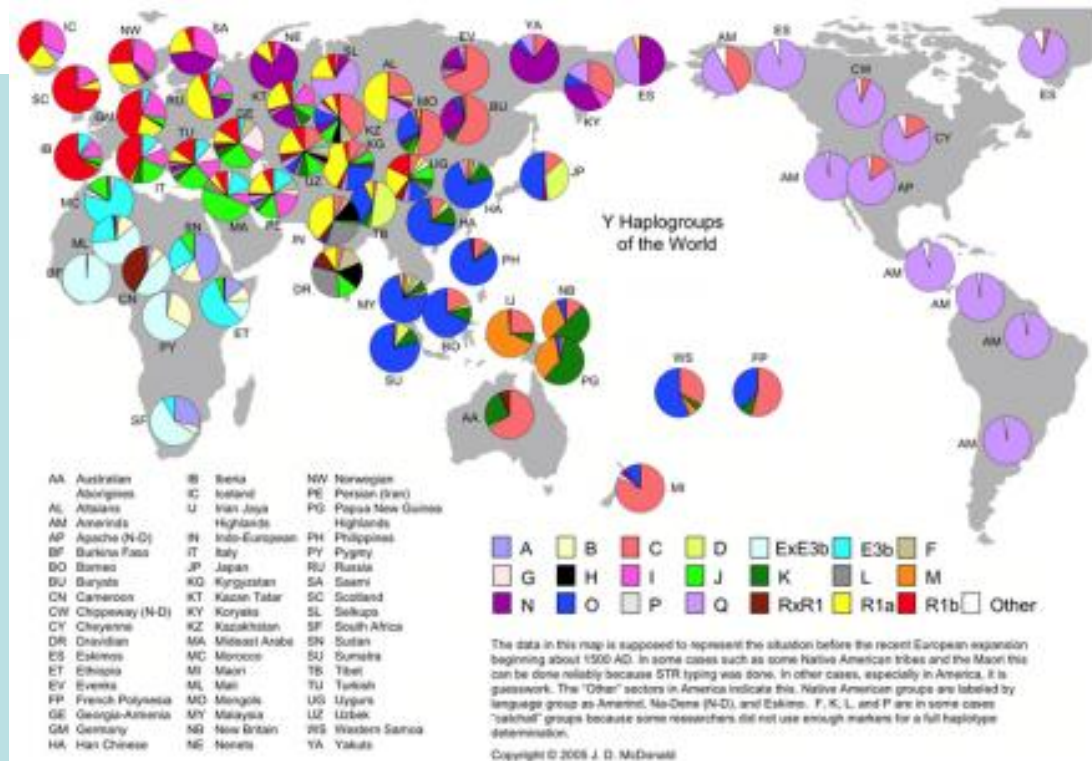 IC
NW
SA
NE
SL
EV
YA
AM
ES
CW
ES
SC
GM
RU
KT
AL
MO
BU
KY
ES
CY
IB
TU
GE
KZ
KG
UG
JP
AM
AP
IT
UZ
HA
MC
MA
PE
IN
TB
HA
Y Haplogroups
of the World
ML
SN
BF
CN
DR
PH
MY
AM
AM
PY
ET
IJ
NB
BO
SU
PG
WS
FP
AM
SF
AA
AM
MI
AA Australian
Aborigines
AL Altaians
AM Amerinds
AP Apache (N-D)
BF Burkina Faso
BO Borneo
BU Buryats
CN Cameroon
CW Chippeway (N-D)
CY Cheyenne
DR Dravidian
ES Eskimos
ET Ethiopia
EV Evenks
FP French Polynesia
GE Georgia-Armenia
GM Germany
HA Han Chinese
IB Iberia
IC Iceland
IJ Irian Jaya
Highlands
IN Indo-European
IT Italy
JP Japan
KG Kyrgyzstan
KT Kazan Tatar
KY Koryaks
KZ Kazakhstan
MA Mideast Arabs
MC Morocco
MI Maori
ML Mali
MO Mongols
MY Malaysia
NB New Britain
NE Nenets
NW Norwegian
PE Persian (Iran)
PG Papua New Guinea
Highlands
PH Philippines
PY Pygmy
RU Russia
SA Saami
SC Scotland
SL Selkups
SF South Africa
SN Sudan
SU Sumatra
TB Tibet
TU Turkish
UG Uygurs
UZ Uzbek
WS Western Samoa
YA Yakuts
A B C D ExE3b E3b F
G H I J K L M
N O P Q RxR1 R1a R1b Other
The data in this map is supposed to represent the situation before the recent European expansion
beginning about 1500 AD. In some cases such as some Native American tribes and the Maori this
can be done reliably because STR typing was done. In other cases, especially in America, it is
guesswork. The "Other" sectors in America indicate this. Native American groups are labeled by
language group as Amerind, Na-Dene (N-D), and Eskimo. F, K, L, and P are in some cases
"catchall" groups because some researchers did not use enough markers for a full haplotype
determination.
Copyright © 2005 J. D. McDonald